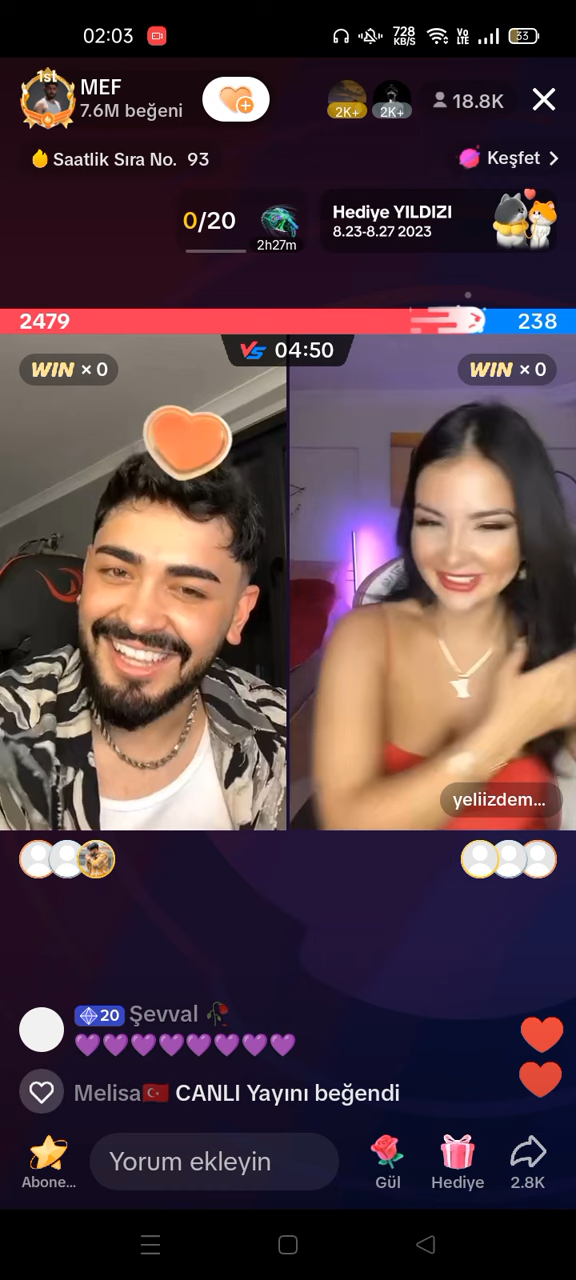 02:03
728
KB/S
Vo
LTE
33
1st
MEF
7.6M beğeni
2K+
2K+
18.8K
Saatlik Sıra No. 93
Keşfet
0/20
2h27m
Hediye YILDIZI
8.23-8.27 2023
2479
238
VS 04:50
WIN × 0
WIN × 0
yeliizdem...
20 Şevval 🥀
💜💜💜💜💜💜💜💜
Melisa🇹🇷 CANLI Yayını beğendi
Abone...
Yorum ekleyin
Gül
Hediye
2.8K